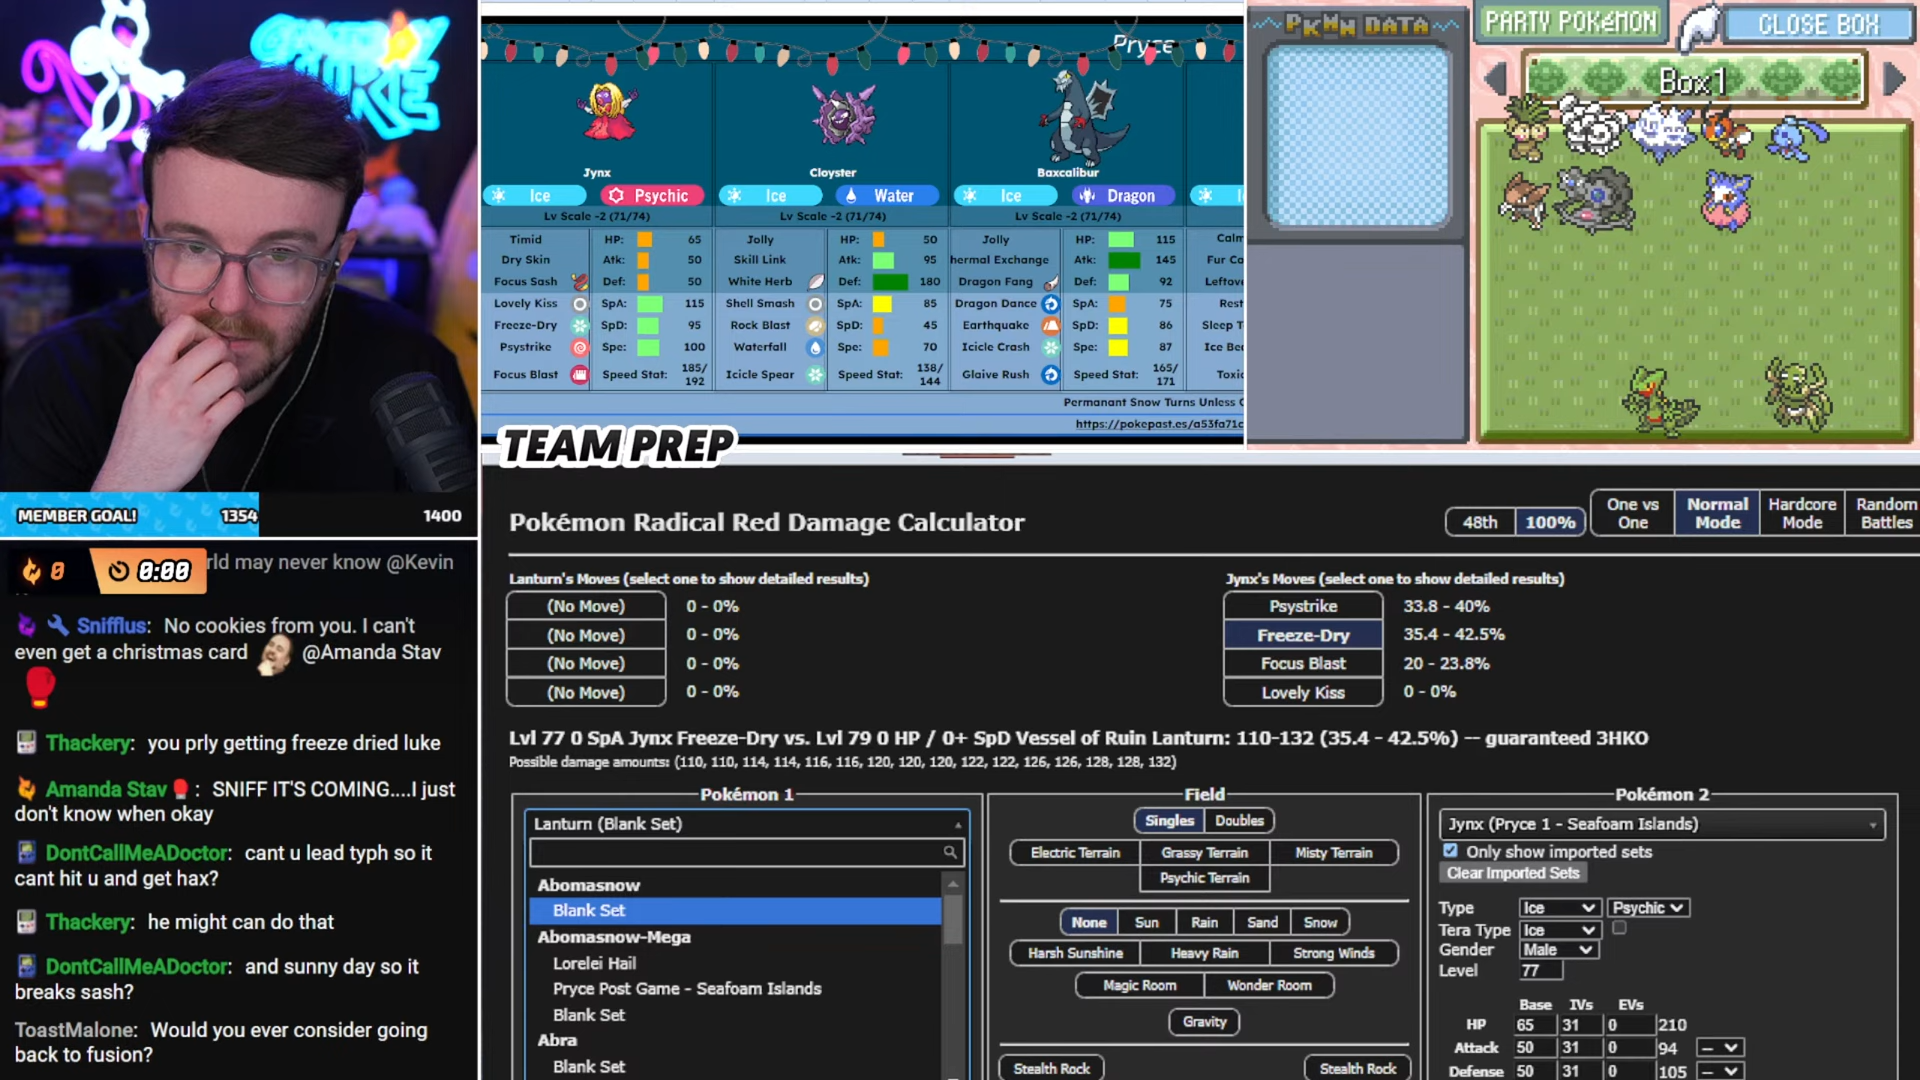 Pryce
Jynx
Ice
Psychic
Lv Scale -2 (71/74)
Timid
HP: 65
Dry Skin
Atk: 50
Focus Sash
Def: 50
Lovely Kiss
SpA: 115
Freeze-Dry
SpD: 95
Psystrike
Spe: 100
Focus Blast
Speed Stat: 185/
192
Cloyster
Ice
Water
Lv Scale -2 (71/74)
Jolly
HP: 50
Skill Link
Atk: 95
White Herb
Def: 180
Shell Smash
SpA: 85
Rock Blast
SpD: 45
Waterfall
Spe: 70
Icicle Spear
Speed Stat: 138/
144
Baxcalibur
Ice
Dragon
Lv Scale -2 (71/74)
Jolly
HP: 115
hermal Exchange
Atk: 145
Dragon Fang
Def: 92
Dragon Dance
SpA: 75
Earthquake
SpD: 86
Icicle Crash
Spe: 87
Glaive Rush
Speed Stat: 165/
171
Calm
Fur Co
Leftov
Rest
Sleep T
Ice Be
Toxi
Permanant Snow Turns Unless
https://pokepast.es/a53fa71c
TEAM PREP
PKMN DATA
PARTY POKéMON
CLOSE BOX
Box1
MEMBER GOAL!
1354
1400
0
0:00
rld may never know @Kevin
Snifflus: No cookies from you. I can't
even get a christmas card @Amanda Stav
Thackery: you prly getting freeze dried luke
Amanda Stav: SNIFF IT'S COMING....I just
don't know when okay
DontCallMeADoctor: cant u lead typh so it
cant hit u and get hax?
Thackery: he might can do that
DontCallMeADoctor: and sunny day so it
breaks sash?
ToastMalone: Would you ever consider going
back to fusion?
Pokémon Radical Red Damage Calculator
48th
100%
One vs
One
Normal
Mode
Hardcore
Mode
Random
Battles
Lanturn's Moves (select one to show detailed results)
(No Move) 0 - 0%
(No Move) 0 - 0%
(No Move) 0 - 0%
(No Move) 0 - 0%
Jynx's Moves (select one to show detailed results)
Psystrike 33.8 - 40%
Freeze-Dry 35.4 - 42.5%
Focus Blast 20 - 23.8%
Lovely Kiss 0 - 0%
Lvl 77 0 SpA Jynx Freeze-Dry vs. Lvl 79 0 HP / 0+ SpD Vessel of Ruin Lanturn: 110-132 (35.4 - 42.5%) -- guaranteed 3HKO
Possible damage amounts: (110, 110, 114, 114, 116, 116, 120, 120, 120, 122, 122, 126, 126, 128, 128, 132)
Pokémon 1
Lanturn (Blank Set)
Abomasnow
Blank Set
Abomasnow-Mega
Lorelei Hail
Pryce Post Game - Seafoam Islands
Blank Set
Abra
Blank Set
Field
Singles Doubles
Electric Terrain Grassy Terrain Misty Terrain
Psychic Terrain
None Sun Rain Sand Snow
Harsh Sunshine Heavy Rain Strong Winds
Magic Room Wonder Room
Gravity
Stealth Rock Stealth Rock
Pokémon 2
Jynx (Pryce 1 - Seafoam Islands)
Only show imported sets
Clear Imported Sets
Type Ice Psychic
Tera Type Ice
Gender Male
Level 77
Base IVs EVs
HP 65 31 0 210
Attack 50 31 0 94 --
Defense 50 31 0 105 --